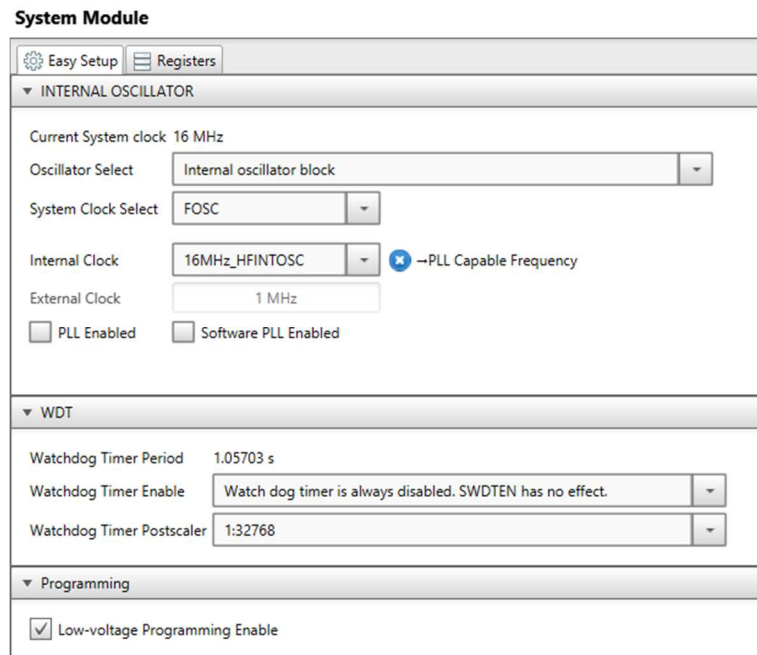 System Module
Easy Setup Registers
INTERNAL OSCILLATOR
Current System clock 16 MHz
Oscillator Select Internal oscillator block
System Clock Select FOSC
Internal Clock 16MHz_HFINTOSC →PLL Capable Frequency
External Clock 1 MHz
PLL Enabled Software PLL Enabled
WDT
Watchdog Timer Period 1.05703 s
Watchdog Timer Enable Watch dog timer is always disabled. SWDTEN has no effect.
Watchdog Timer Postscaler 1:32768
Programming
Low-voltage Programming Enable